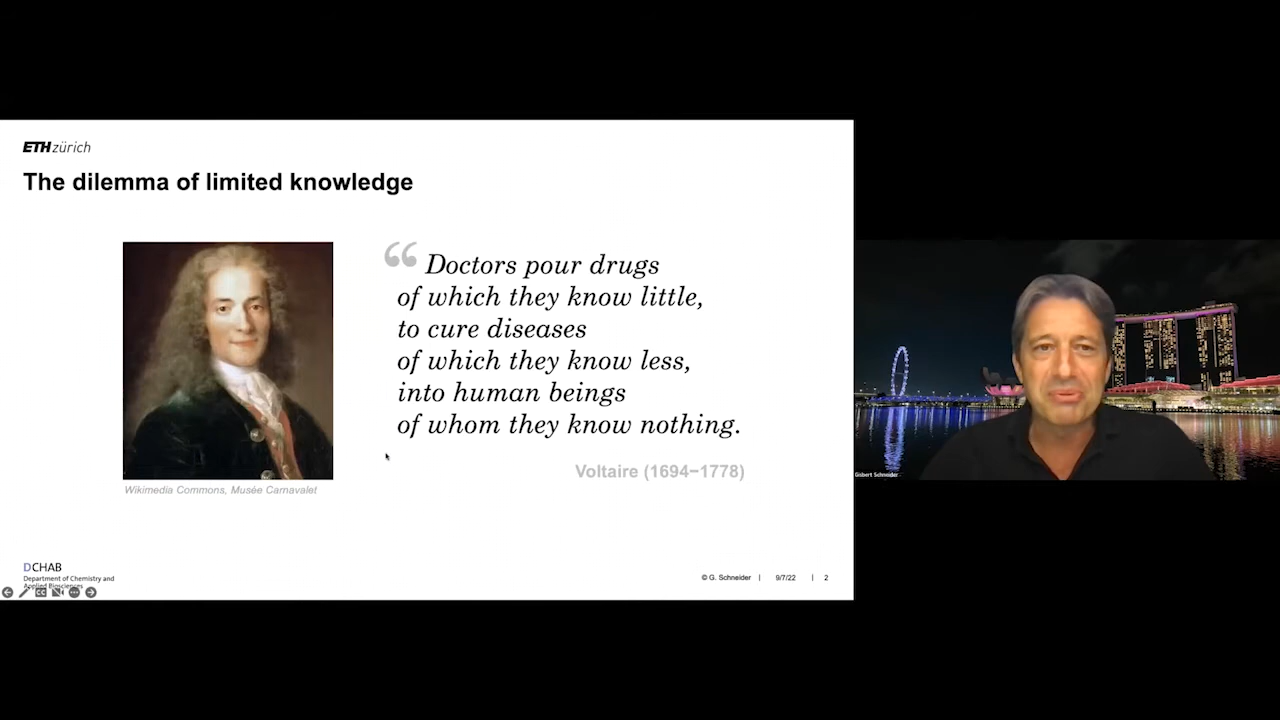 ETH zürich
The dilemma of limited knowledge
“ Doctors pour drugs
of which they know little,
to cure diseases
of which they know less,
into human beings
of whom they know nothing.
Voltaire (1694–1778)
Wikimedia Commons, Musée Carnavalet
DCHAB
Department of Chemistry and
Applied Biosciences
© G. Schneider | 9/7/22 | 2
Gisbert Schneider